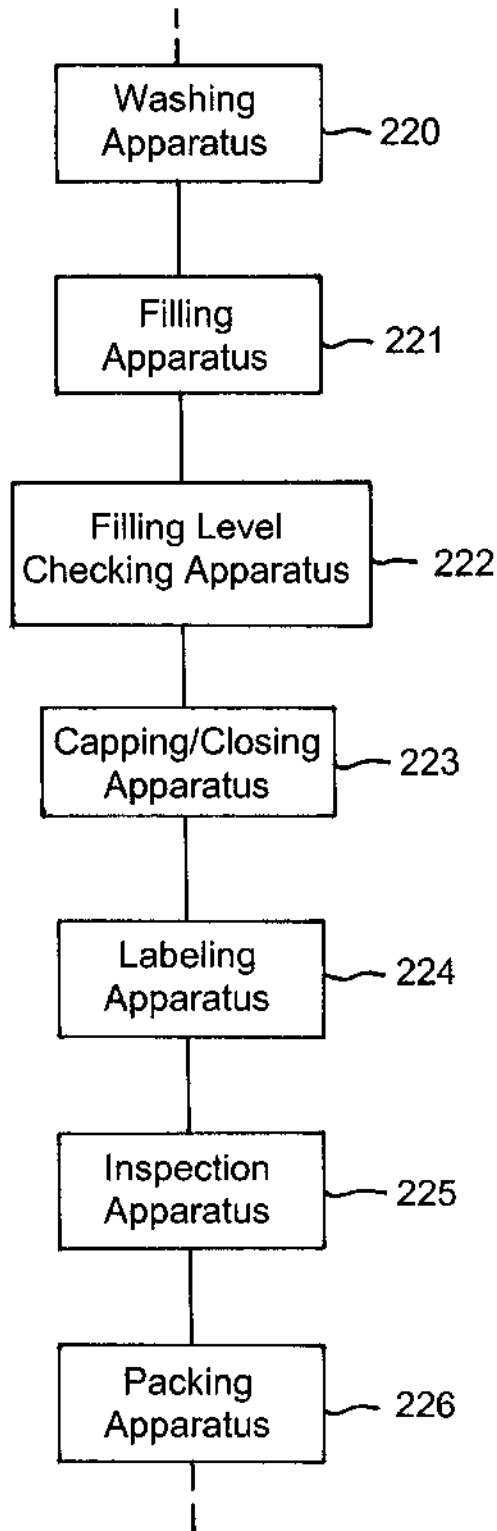 Washing
Apparatus
220
Filling
Apparatus
221
Filling Level
Checking Apparatus
222
Capping/Closing
Apparatus
223
Labeling
Apparatus
224
Inspection
Apparatus
225
Packing
Apparatus
226